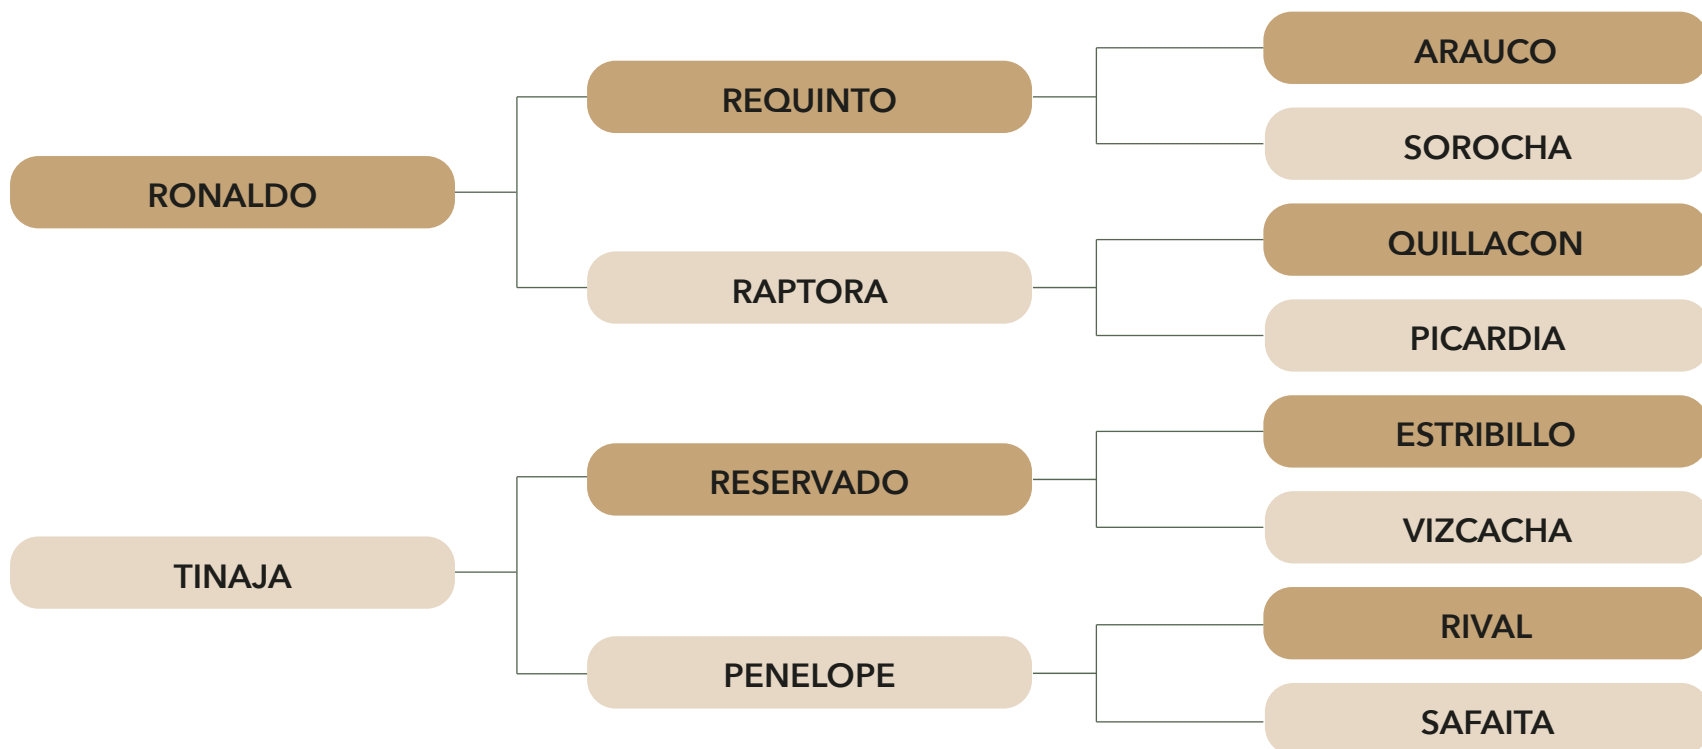 ARAUCO
REQUINTO
SOROCHA
RONALDO
QUILLACON
RAPTORA
PICARDIA
ESTRIBILLO
RESERVADO
VIZCACHA
TINAJA
RIVAL
PENELOPE
SAFAITA